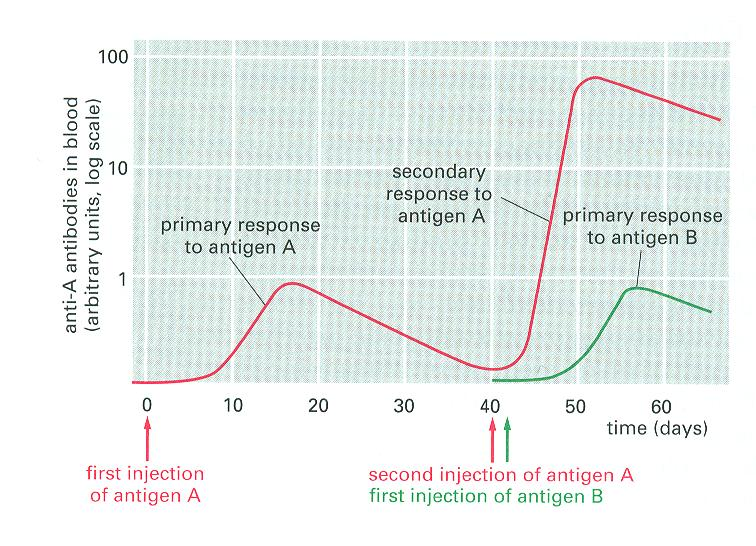 100
10
1
anti-A antibodies in blood
(arbitrary units, log scale)
primary response
to antigen A
secondary
response to
antigen A
primary response
to antigen B
0 10 20 30 40 50 60
time (days)
first injection
of antigen A
second injection of antigen A
first injection of antigen B